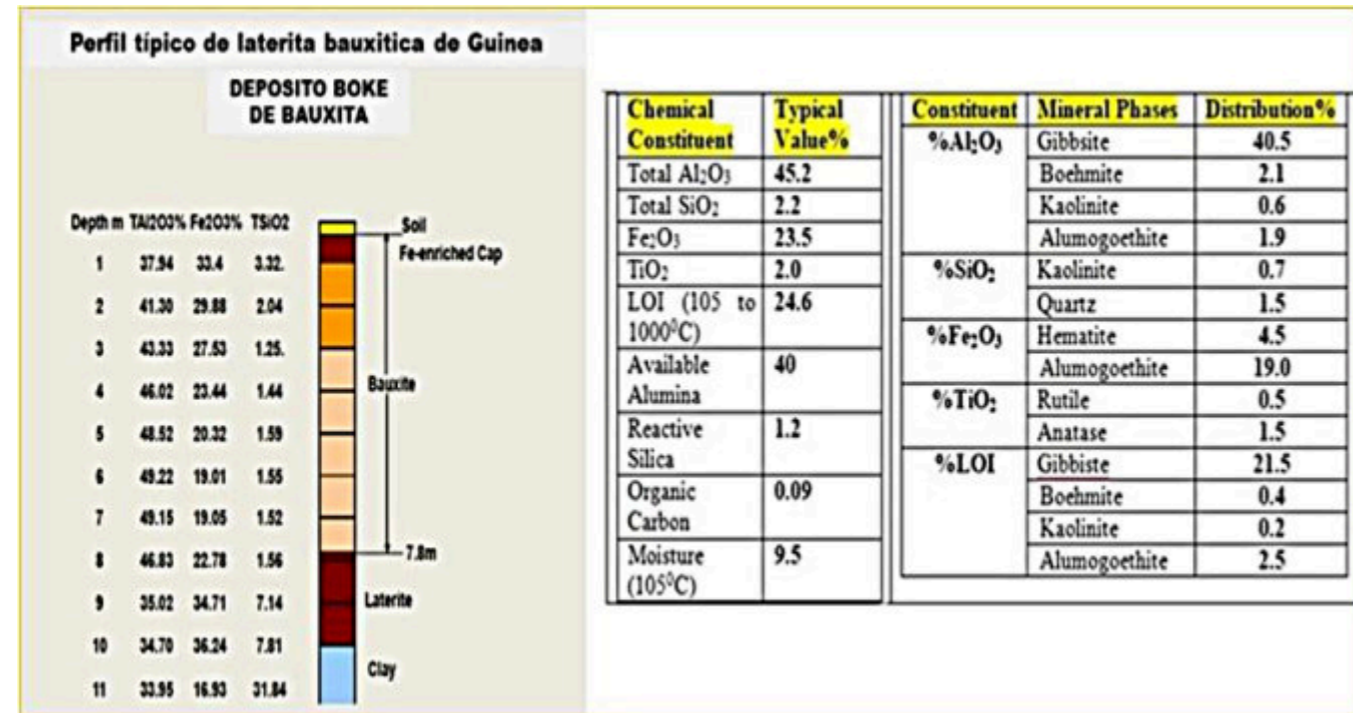 Perfil típico de laterita bauxitica de Guinea
DEPOSITO BOKE
DE BAUXITA
Depth m TAl2O3% Fe2O3% TSiO2
1 37.94 33.4 3.32.
2 41.30 29.88 2.04
3 43.33 27.53 1.25.
4 46.02 23.44 1.44
5 48.52 20.32 1.59
6 49.22 19.01 1.55
7 49.15 19.05 1.52
8 46.83 22.78 1.56
9 35.02 34.71 7.14
10 34.70 36.24 7.81
11 33.95 16.93 31.84
Soil
Fe-enriched Cap
Bauxite
7.8m
Laterite
Clay
Chemical Constituent Typical Value%
Total Al2O3 45.2
Total SiO2 2.2
Fe2O3 23.5
TiO2 2.0
LOI (105 to 1000⁰C) 24.6
Available Alumina 40
Reactive Silica 1.2
Organic Carbon 0.09
Moisture (105⁰C) 9.5
Constituent Mineral Phases Distribution%
%Al2O3 Gibbsite 40.5
Boehmite 2.1
Kaolinite 0.6
Alumogoethite 1.9
%SiO2 Kaolinite 0.7
Quartz 1.5
%Fe2O3 Hematite 4.5
Alumogoethite 19.0
%TiO2 Rutile 0.5
Anatase 1.5
%LOI Gibbiste 21.5
Boehmite 0.4
Kaolinite 0.2
Alumogoethite 2.5